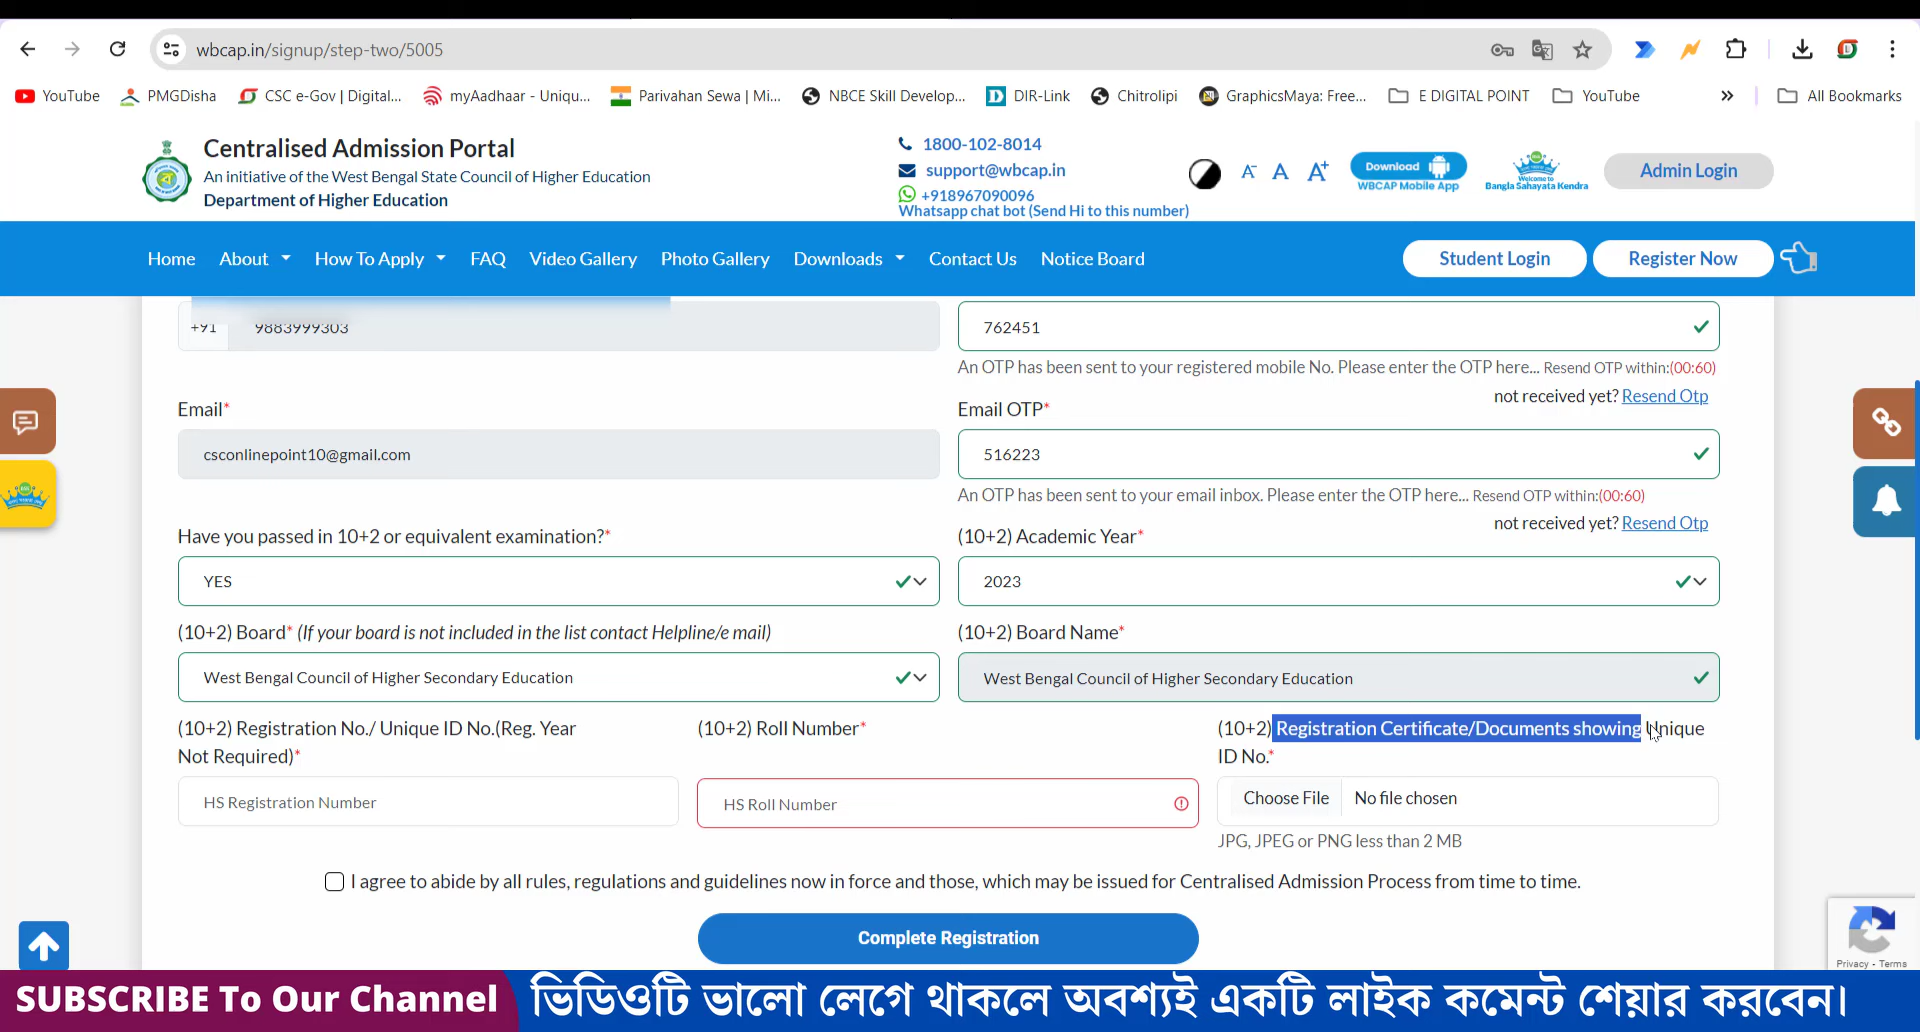 wbcap.in/signup/step-two/5005
YouTube PMGDisha CSC e-Gov | Digital... myAadhaar - Uniqu... Parivahan Sewa | Mi... NBCE Skill Develop... DIR-Link Chitrolipi GraphicsMaya: Free... E DIGITAL POINT YouTube » All Bookmarks
Centralised Admission Portal
An initiative of the West Bengal State Council of Higher Education
Department of Higher Education
1800-102-8014
support@wbcap.in
+918967090096
Whatsapp chat bot (Send Hi to this number)
A- A A+
Download
WBCAP Mobile App
Welcome to
Bangla Sahayata Kendra
Admin Login
Home About How To Apply FAQ Video Gallery Photo Gallery Downloads Contact Us Notice Board Student Login Register Now
+91 9883999303
762451
An OTP has been sent to your registered mobile No. Please enter the OTP here... Resend OTP within:(00:60)
not received yet? Resend Otp
Email*
Email OTP*
csconlinepoint10@gmail.com
516223
An OTP has been sent to your email inbox. Please enter the OTP here... Resend OTP within:(00:60)
not received yet? Resend Otp
Have you passed in 10+2 or equivalent examination?*
(10+2) Academic Year*
YES
2023
(10+2) Board* (If your board is not included in the list contact Helpline/e mail)
(10+2) Board Name*
West Bengal Council of Higher Secondary Education
West Bengal Council of Higher Secondary Education
(10+2) Registration No./ Unique ID No.(Reg. Year
Not Required)*
(10+2) Roll Number*
(10+2) Registration Certificate/Documents showing Unique
ID No.*
HS Registration Number
HS Roll Number
Choose File No file chosen
JPG, JPEG or PNG less than 2 MB
I agree to abide by all rules, regulations and guidelines now in force and those, which may be issued for Centralised Admission Process from time to time.
Complete Registration
Privacy - Terms
SUBSCRIBE To Our Channel
ভিডিওটি ভালো লেগে থাকলে অবশ্যই একটি লাইক কমেন্ট শেয়ার করবেন।